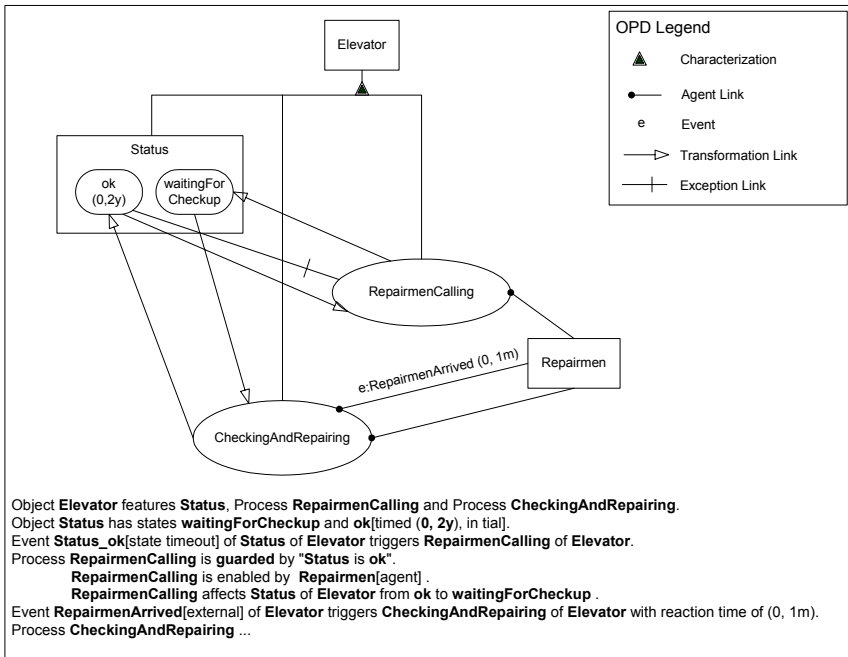 Elevator
OPD Legend
Characterization
Agent Link
e
Event
Transformation Link
Exception Link
Status
ok
(0,2y)
waitingFor
Checkup
RepairmenCalling
Repairmen
e:RepairmenArrived (0, 1m)
CheckingAndRepairing
Object Elevator features Status, Process RepairmenCalling and Process CheckingAndRepairing.
Object Status has states waitingForCheckup and ok[timed (0, 2y), in tial].
Event Status_ok[state timeout] of Status of Elevator triggers RepairmenCalling of Elevator.
Process RepairmenCalling is guarded by "Status is ok".
RepairmenCalling is enabled by Repairmen[agent] .
RepairmenCalling affects Status of Elevator from ok to waitingForCheckup .
Event RepairmenArrived[external] of Elevator triggers CheckingAndRepairing of Elevator with reaction time of (0, 1m).
Process CheckingAndRepairing ...